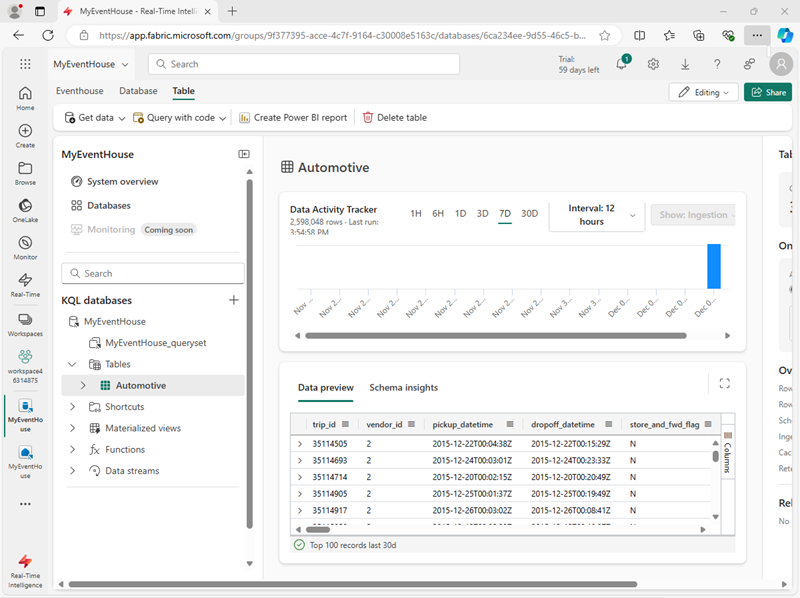 MyEventHouse - Real-Time Intellig
https://app.fabric.microsoft.com/groups/9f377395-acce-4c7f-9164-c30008e5163c/databases/6ca234ee-9d55-46c5-b...
MyEventHouse
Search
Trial:
59 days left
1
Eventhouse
Database
Table
Editing
Share
Get data
Query with code
Create Power BI report
Delete table
Home
Create
Browse
OneLake
Monitor
Real-Time
Workspaces
workspace4
6314875
MyEventHo
use
MyEventHo
use
Real-Time
Intelligence
MyEventHouse
System overview
Databases
Monitoring Coming soon
Search
KQL databases
MyEventHouse
MyEventHouse_queryset
Tables
Automotive
Shortcuts
Materialized views
Functions
Data streams
Automotive
Data Activity Tracker
2,598,048 rows - Last run:
3:54:58 PM
1H 6H 1D 3D 7D 30D
Interval: 12
hours
Show: Ingestion
Nov ... Nov 2... Nov 2... Nov 2... Nov 2... Nov 2... Nov 2... Nov 2... Nov 2... Nov 3... Nov 3... Dec 0... Dec 0... Dec 0... Dec 0...
Data preview Schema insights
trip_id vendor_id pickup_datetime dropoff_datetime store_and_fwd_flag
35114505 2 2015-12-22T00:04:38Z 2015-12-22T00:15:29Z N
35114693 2 2015-12-24T00:03:01Z 2015-12-24T00:23:33Z N
35114714 2 2015-12-20T00:02:15Z 2015-12-20T00:20:49Z N
35114905 2 2015-12-25T00:01:37Z 2015-12-25T00:19:49Z N
35114917 2 2015-12-26T00:03:02Z 2015-12-26T00:08:41Z N
Columns
Top 100 records last 30d
Tab
On
Ov
Row
Row
Sch
Inge
Cac
Rete
Rel
No